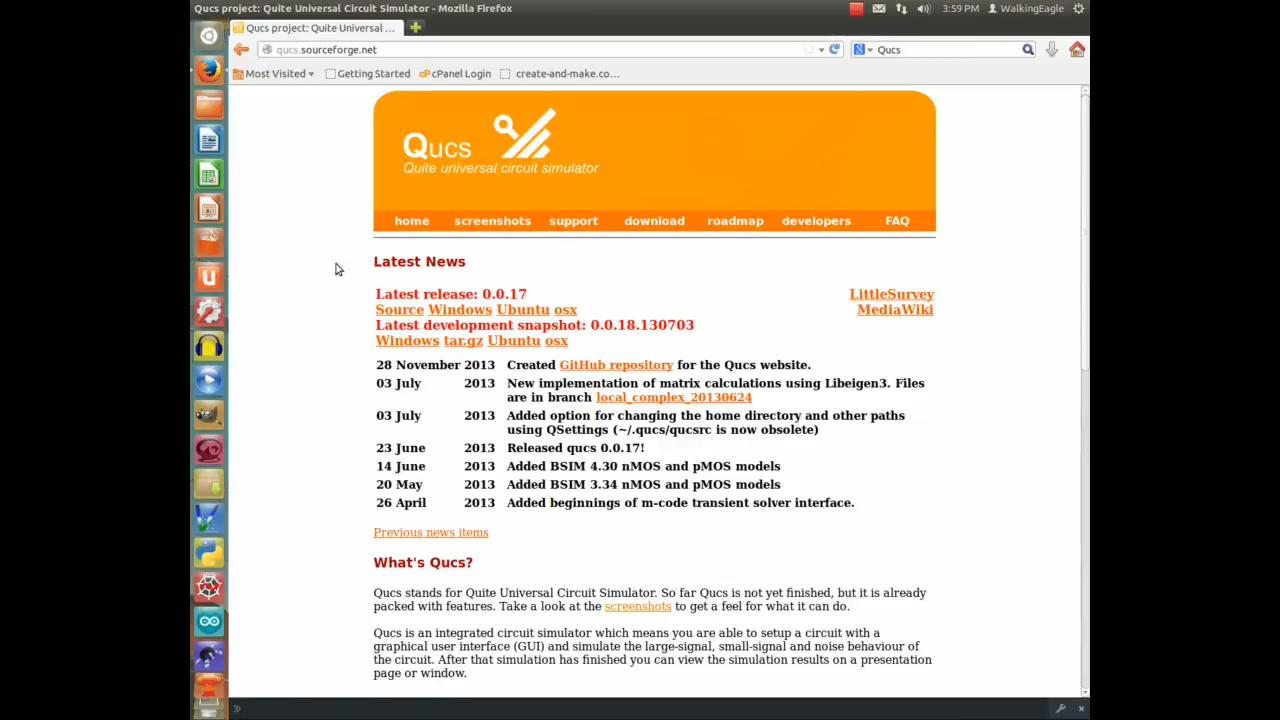 Qucs project: Quite Universal Circuit Simulator - Mozilla Firefox
3:59 PM WalkingEagle
Qucs project: Quite Universal ...
qucs.sourceforge.net
Qucs
Most Visited Getting Started cPanel Login create-and-make.co...
Qucs
Quite universal circuit simulator
home screenshots support download roadmap developers FAQ
Latest News
Latest release: 0.0.17 LittleSurvey
Source Windows Ubuntu osx MediaWiki
Latest development snapshot: 0.0.18.130703
Windows tar.gz Ubuntu osx
28 November 2013 Created GitHub repository for the Qucs website.
03 July 2013 New implementation of matrix calculations using Libeigen3. Files
are in branch local_complex_20130624
03 July 2013 Added option for changing the home directory and other paths
using QSettings (~/.qucs/qucsrc is now obsolete)
23 June 2013 Released qucs 0.0.17!
14 June 2013 Added BSIM 4.30 nMOS and pMOS models
20 May 2013 Added BSIM 3.34 nMOS and pMOS models
26 April 2013 Added beginnings of m-code transient solver interface.
Previous news items
What's Qucs?
Qucs stands for Quite Universal Circuit Simulator. So far Qucs is not yet finished, but it is already
packed with features. Take a look at the screenshots to get a feel for what it can do.
Qucs is an integrated circuit simulator which means you are able to setup a circuit with a
graphical user interface (GUI) and simulate the large-signal, small-signal and noise behaviour of
the circuit. After that simulation has finished you can view the simulation results on a presentation
page or window.